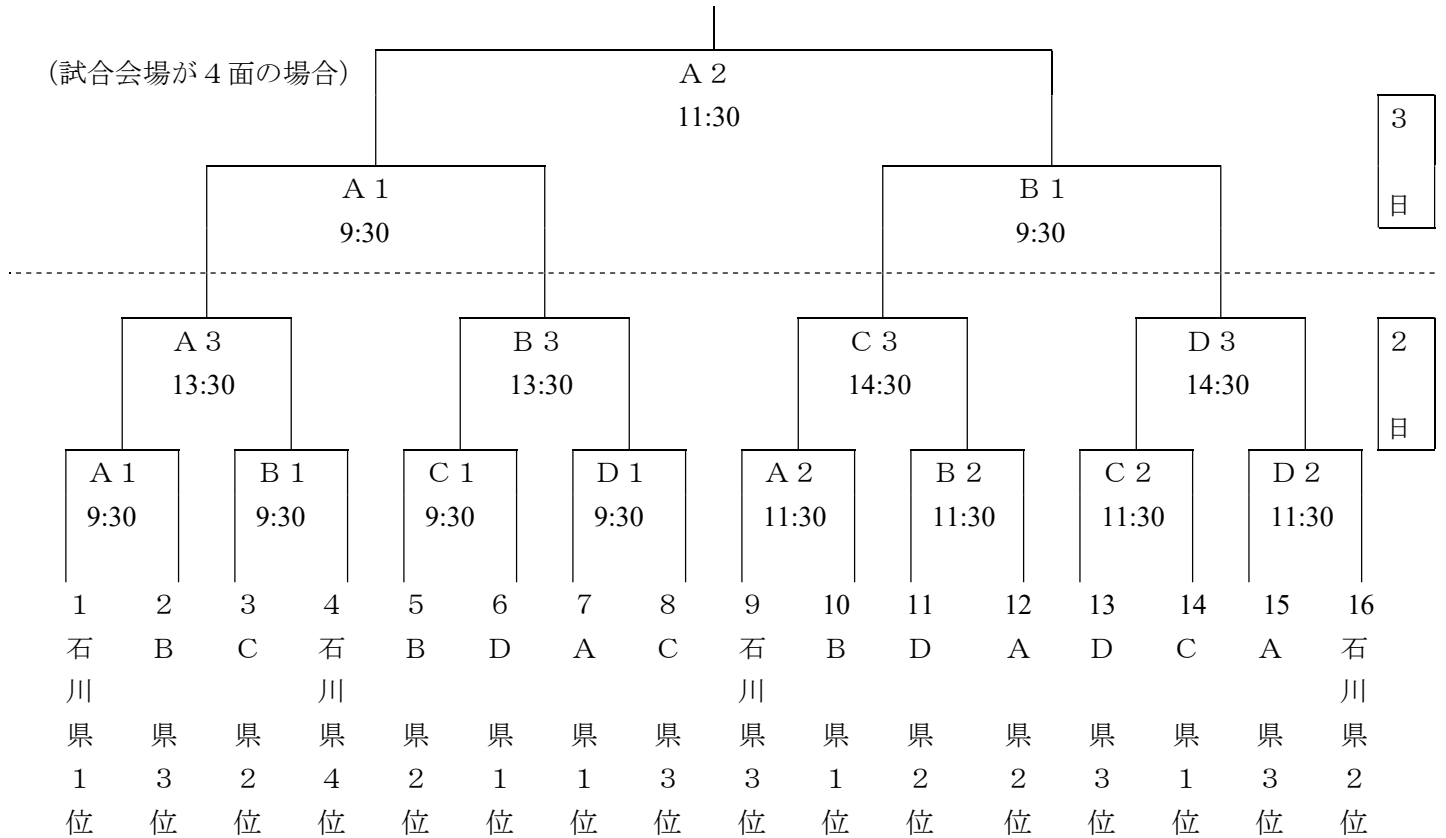 (試合会場が4面の場合)
A2
11:30
3日
A1
9:30
B1
9:30
A3
13:30
B3
13:30
C3
14:30
D3
14:30
2日
A1
9:30
B1
9:30
C1
9:30
D1
9:30
A2
11:30
B2
11:30
C2
11:30
D2
11:30
1 石川県1位
2 B県3位
3 C県2位
4 石川県4位
5 B県2位
6 D県1位
7 A県1位
8 C県3位
9 石川県3位
10 B県1位
11 D県2位
12 A県2位
13 D県3位
14 C県1位
15 A県3位
16 石川県2位